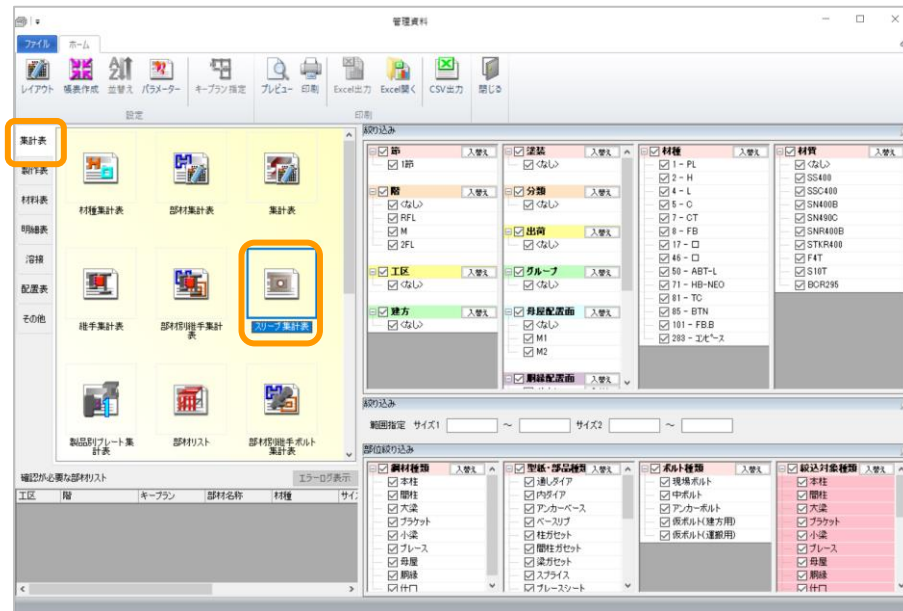 管理資料
ファイル ホーム
レイアウト 帳表作成 並替え パラメーター キープラン指定 プレビュー 印刷 Excel出力 Excel開く CSV出力 閉じる
設定 印刷
集計表
製作表
材料表
明細表
溶接
配置表
その他
材種集計表 部材集計表 集計表
継手集計表 部材別継手集計表 スリーブ集計表
製品別プレート集計表 部材リスト 部材別継手ボルト集計表
確認が必要な部材リスト エラーログ表示
工区 階 キープラン 部材名称 材種 サイズ
絞り込み
節 入替え
1節
階 入替え
<なし>
RFL
M
2FL
工区 入替え
<なし>
建方 入替え
<なし>
塗装 入替え
<なし>
分類 入替え
<なし>
出荷 入替え
<なし>
グループ 入替え
<なし>
母屋配置面 入替え
<なし>
M1
M2
胴縁配置面 入替え
材種 入替え
1 - PL
2 - H
4 - L
5 - C
7 - CT
8 - FB
17 - □
46 - □
50 - ABT-L
71 - HB-NEO
81 - TC
85 - BTN
101 - FB.B
283 - エハﾞｰス
材質 入替え
<なし>
SS400
SSC400
SN400B
SN490C
SNR400B
STKR400
F4T
S10T
BCR295
絞り込み
範囲指定 サイズ1 ～ サイズ2 ～
部位絞り込み
鋼材種類 入替え
本柱
間柱
大梁
ブラケット
小梁
ブレース
母屋
胴縁
仕口
型紙・部品種類 入替え
通しダイア
内ダイア
アンカーベース
ベースリブ
柱ガセット
間柱ガセット
梁ガセット
スプライス
ブレースシート
ボルト種類 入替え
現場ボルト
中ボルト
アンカーボルト
仮ボルト(建方用)
仮ボルト(運搬用)
絞込対象種類 入替え
本柱
間柱
大梁
ブラケット
小梁
ブレース
母屋
胴縁
仕口